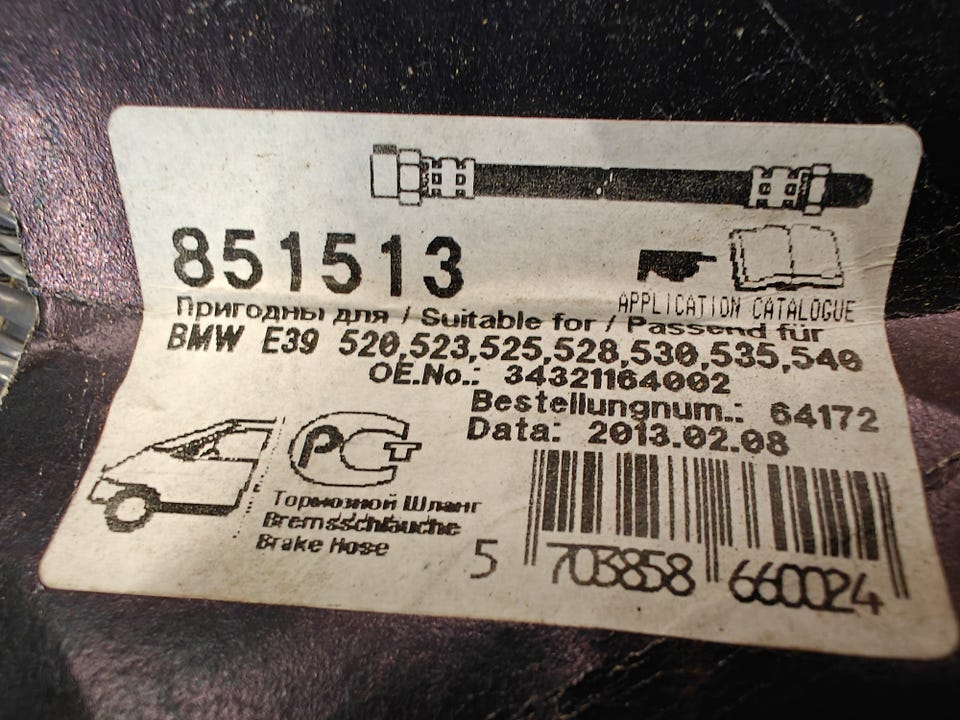 851513
APPLICATION CATALOGUE
Пригодны для / Suitable for / Passend für
BMW E39 520,523,525,528,530,535,540
OE.No.: 34321164002
Bestellungnum.: 64172
Data: 2013.02.08
РСТ
Тормозной Шланг
Bremsschläuche
Brake Hose
5 703858 660024